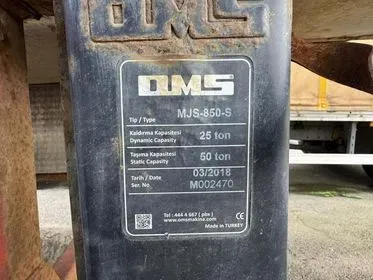 OMS
OMS
Tip / Type MJS-850-S
Kaldırma Kapasitesi
Dynamic Capacity 25 ton
Taşıma Kapasitesi
Static Capacity 50 ton
Tarih / Date 03/2018
Ser. No M002470
Tel : 444 4 667 ( pbx )
www.omsmakina.com
CE
Made in TURKEY